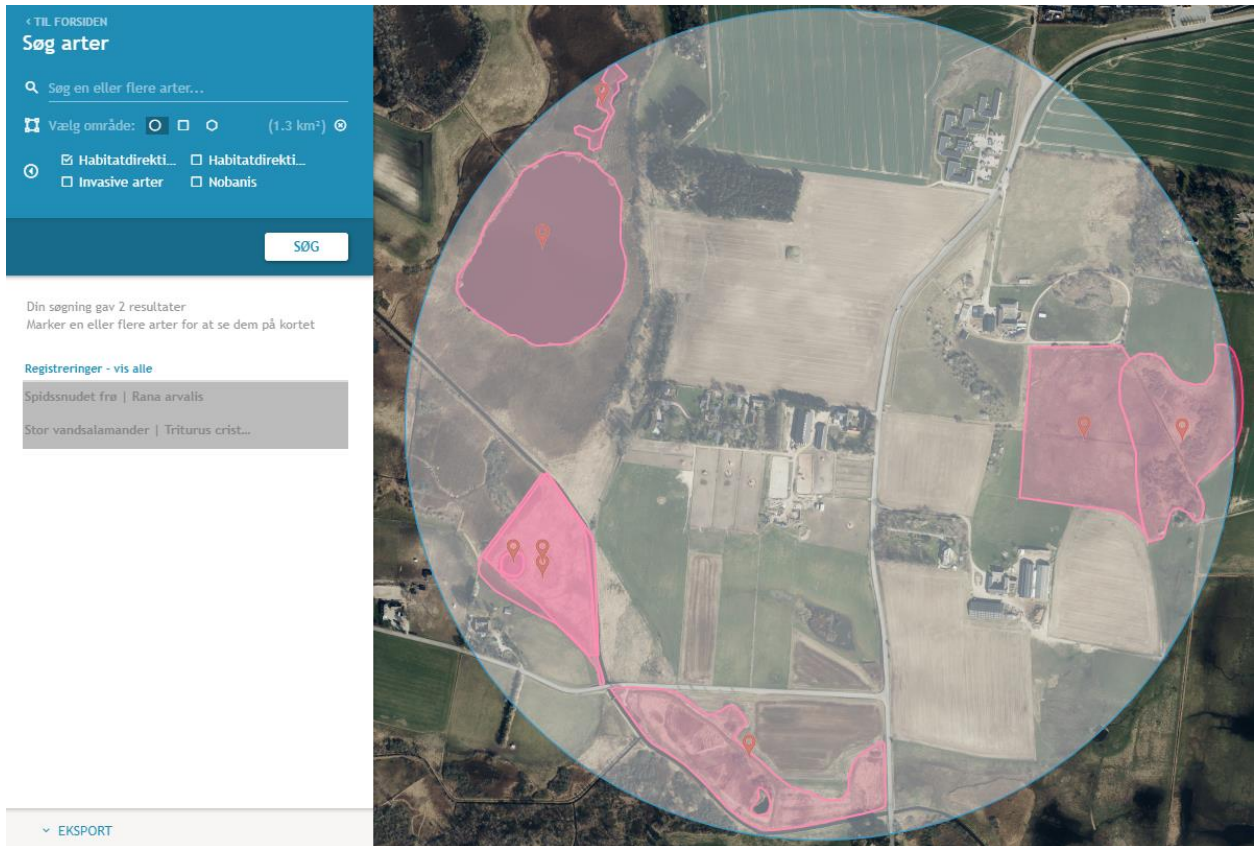 < TIL FORSIDEN
Søg arter
Søg en eller flere arter...
Vælg område: (1.3 km²)
Habitatdirekti... Habitatdirekti...
Invasive arter Nobanis
SØG
Din søgning gav 2 resultater
Marker en eller flere arter for at se dem på kortet
Registreringer - vis alle
Spidssnudet frø | Rana arvalis
Stor vandsalamander | Triturus crist...
EKSPORT